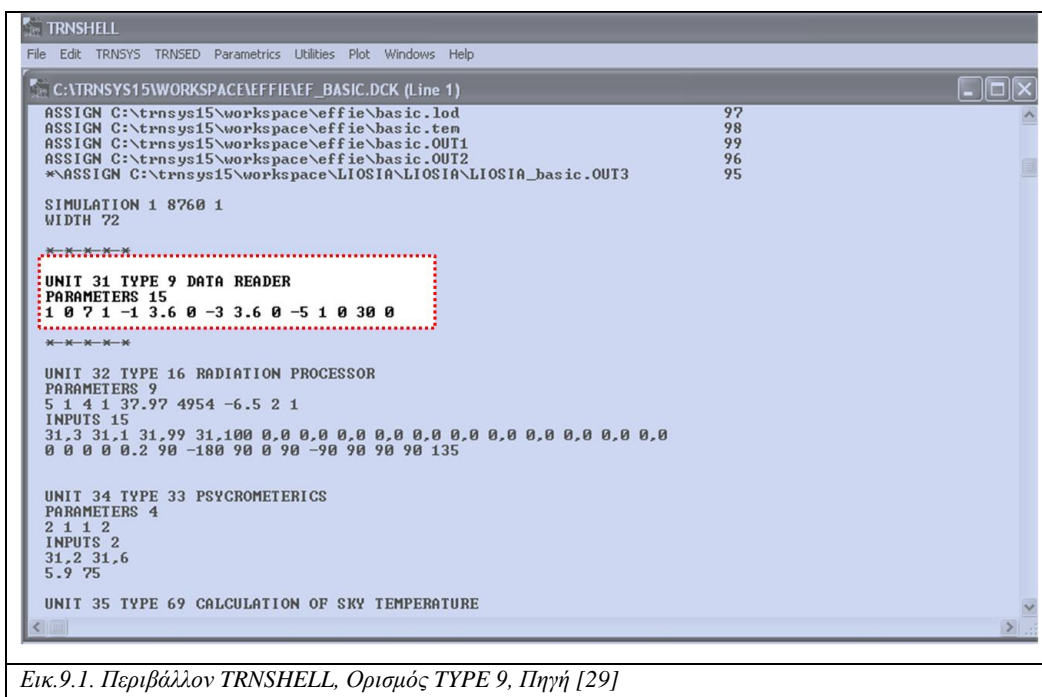 TRNSHELL
File Edit TRNSYS TRNSED Parametrics Utilities Plot Windows Help
C:\TRNSYS15\WORKSPACE\EFFIE\EF_BASIC.DCK (Line 1)
ASSIGN C:\trnsys15\workspace\effie\basic.lod 97
ASSIGN C:\trnsys15\workspace\effie\basic.tem 98
ASSIGN C:\trnsys15\workspace\effie\basic.OUT1 99
ASSIGN C:\trnsys15\workspace\effie\basic.OUT2 96
*\ASSIGN C:\trnsys15\workspace\LIOSIA\LIOSIA\LIOSIA_basic.OUT3 95
SIMULATION 1 8760 1
WIDTH 72
*-*-*-*-*
UNIT 31 TYPE 9 DATA READER
PARAMETERS 15
1 0 7 1 -1 3.6 0 -3 3.6 0 -5 1 0 30 0
*-*-*-*-*
UNIT 32 TYPE 16 RADIATION PROCESSOR
PARAMETERS 9
5 1 4 1 37.97 4954 -6.5 2 1
INPUTS 15
31,3 31,1 31,99 31,100 0,0 0,0 0,0 0,0 0,0 0,0 0,0 0,0 0,0 0,0 0,0
0 0 0 0 0.2 90 -180 90 0 90 -90 90 90 90 135
UNIT 34 TYPE 33 PSYCROMETERICS
PARAMETERS 4
2 1 1 2
INPUTS 2
31,2 31,6
5.9 75
UNIT 35 TYPE 69 CALCULATION OF SKY TEMPERATURE
Εικ.9.1. Περιβάλλον TRNSHELL, Ορισμός TYPE 9, Πηγή [29]